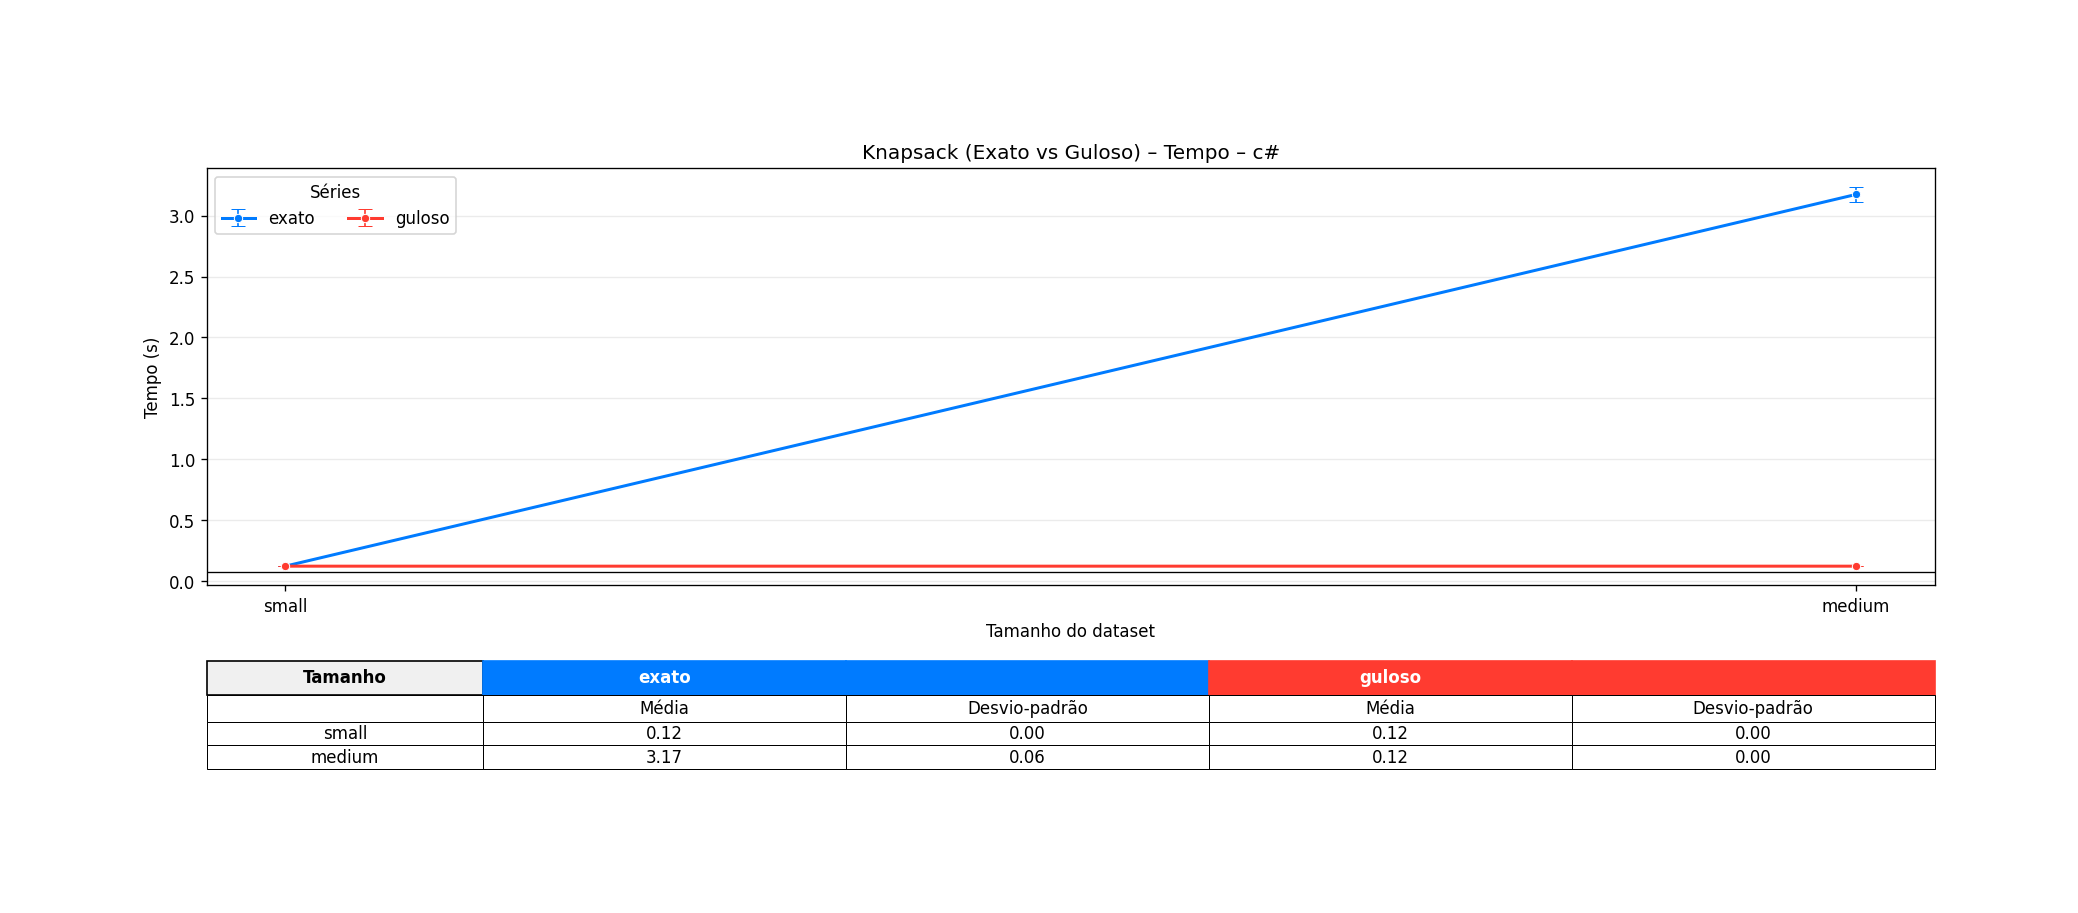 Knapsack (Exato vs Guloso) – Tempo – c#
Séries
exato guloso
3.0
2.5
2.0
1.5
1.0
0.5
0.0
Tempo (s)
small medium
Tamanho do dataset
Tamanho exato guloso
Média Desvio-padrão Média Desvio-padrão
small 0.12 0.00 0.12 0.00
medium 3.17 0.06 0.12 0.00